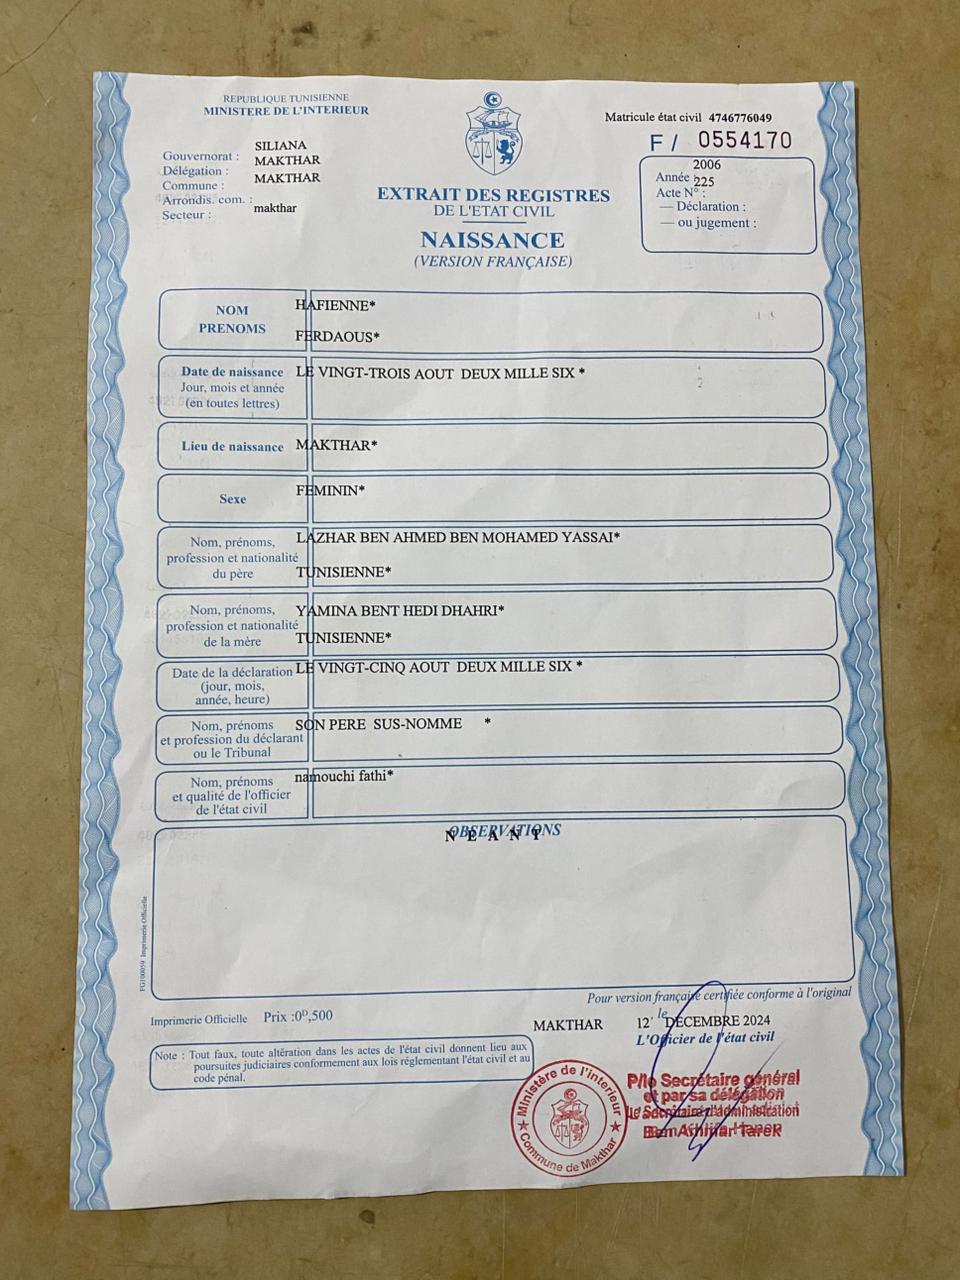 REPUBLIQUE TUNISIENNE
MINISTERE DE L'INTERIEUR
Matricule état civil 4746776049
F / 0554170
Gouvernorat : SILIANA
Délégation : MAKTHAR
Commune : MAKTHAR
Arrondis. com. :
Secteur : makthar
Année : 2006
Acte N° : 225
— Déclaration :
— ou jugement :
EXTRAIT DES REGISTRES
DE L'ETAT CIVIL
NAISSANCE
(VERSION FRANÇAISE)
NOM HAFIENNE*
PRENOMS FERDAOUS*
Date de naissance LE VINGT-TROIS AOUT DEUX MILLE SIX *
Jour, mois et année
(en toutes lettres)
Lieu de naissance MAKTHAR*
Sexe FEMININ*
Nom, prénoms, LAZHAR BEN AHMED BEN MOHAMED YASSAI*
profession et nationalité
du père TUNISIENNE*
Nom, prénoms, YAMINA BENT HEDI DHAHRI*
profession et nationalité
de la mère TUNISIENNE*
Date de la déclaration LE VINGT-CINQ AOUT DEUX MILLE SIX *
(jour, mois,
année, heure)
Nom, prénoms SON PERE SUS-NOMME *
et profession du déclarant
ou le Tribunal
Nom, prénoms namouchi fathi*
et qualité de l'officier
de l'état civil
OBSERVATIONS
N E A N T
FG100059 Imprimerie Officielle
Pour version française certifiée conforme à l'original
Imprimerie Officielle Prix :0ᴰ,500
MAKTHAR le 12 DECEMBRE 2024
L'Officier de l'état civil
Note : Tout faux, toute altération dans les actes de l'état civil donnent lieu aux
poursuites judiciaires conformement aux lois réglementant l'état civil et au
code pénal.
Ministère de l'interieur
Commune de Makthar
P/le Secrétaire général
et par sa délégation
Le Secrétaire d'administration